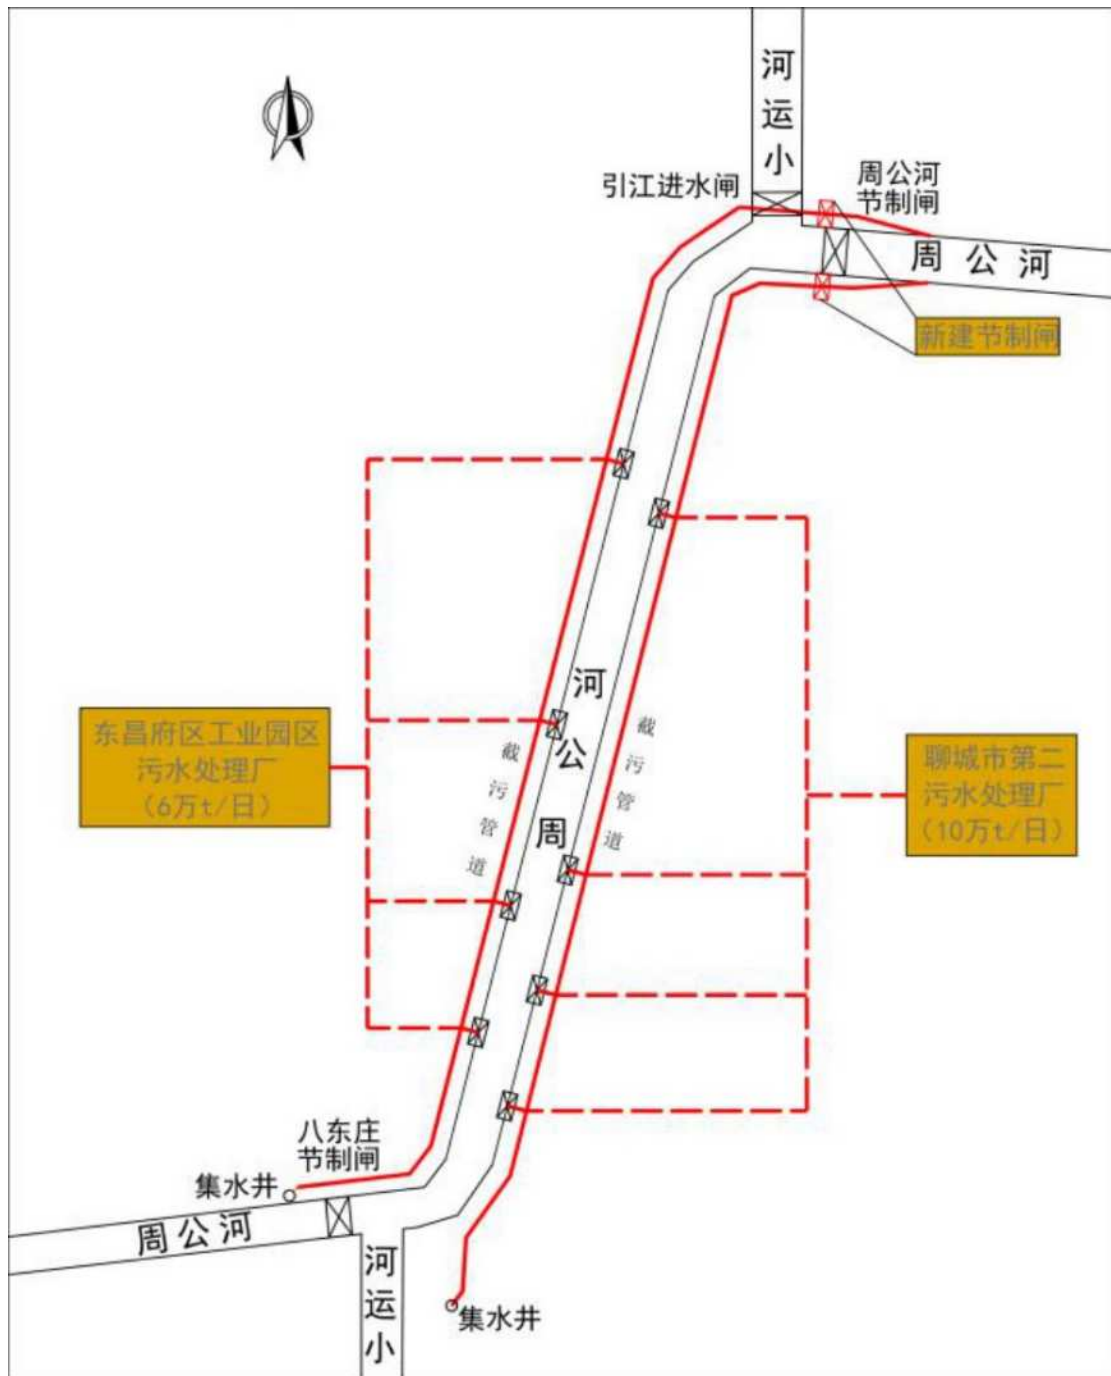 小运河
引江进水闸
周公河
节制闸
周公河
新建节制闸
周公河
截污管道
截污管道
东昌府区工业园区
污水处理厂
（6万t/日）
聊城市第二
污水处理厂
（10万t/日）
八东庄
节制闸
集水井
周公河
小运河
集水井